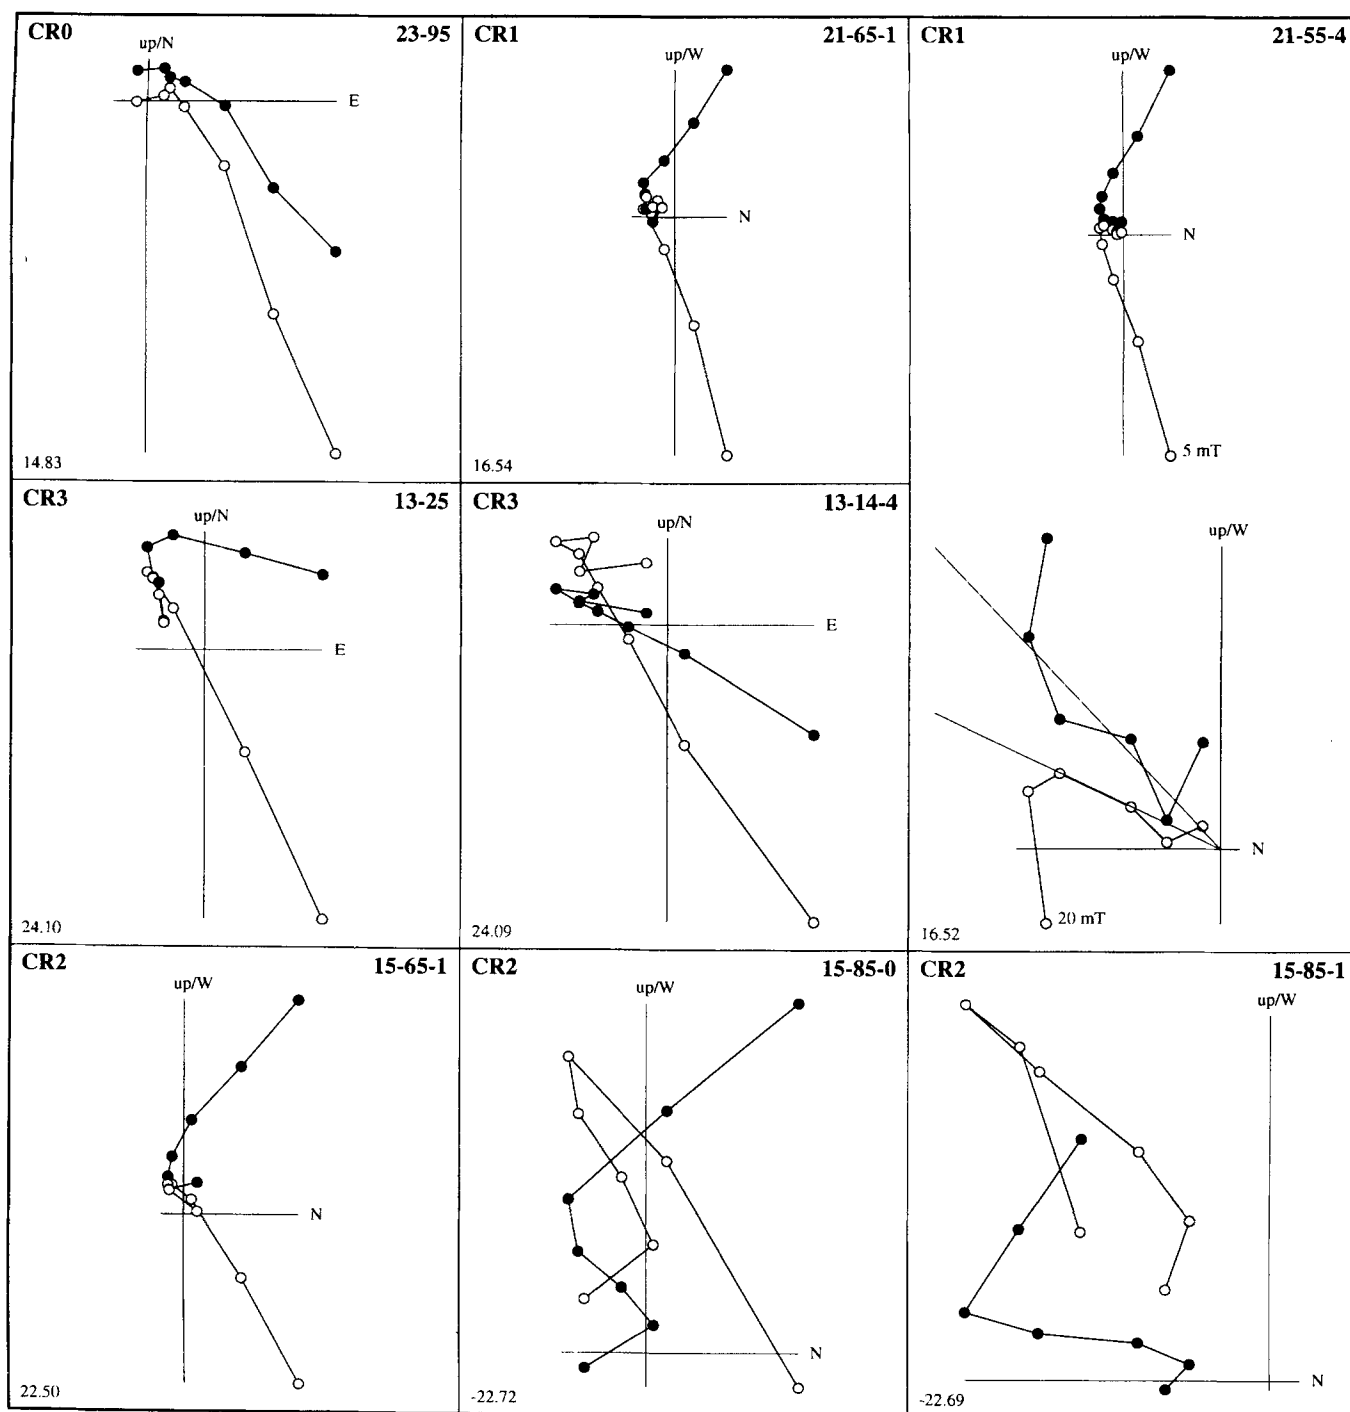 CR0 23-95
up/N
E
14.83
CR1 21-65-1
up/W
N
16.54
CR1 21-55-4
up/W
N
5 mT
CR3 13-25
up/N
E
24.10
CR3 13-14-4
up/N
E
24.09
up/W
N
20 mT
16.52
CR2 15-65-1
up/W
N
22.50
CR2 15-85-0
up/W
N
-22.72
CR2 15-85-1
up/W
N
-22.69